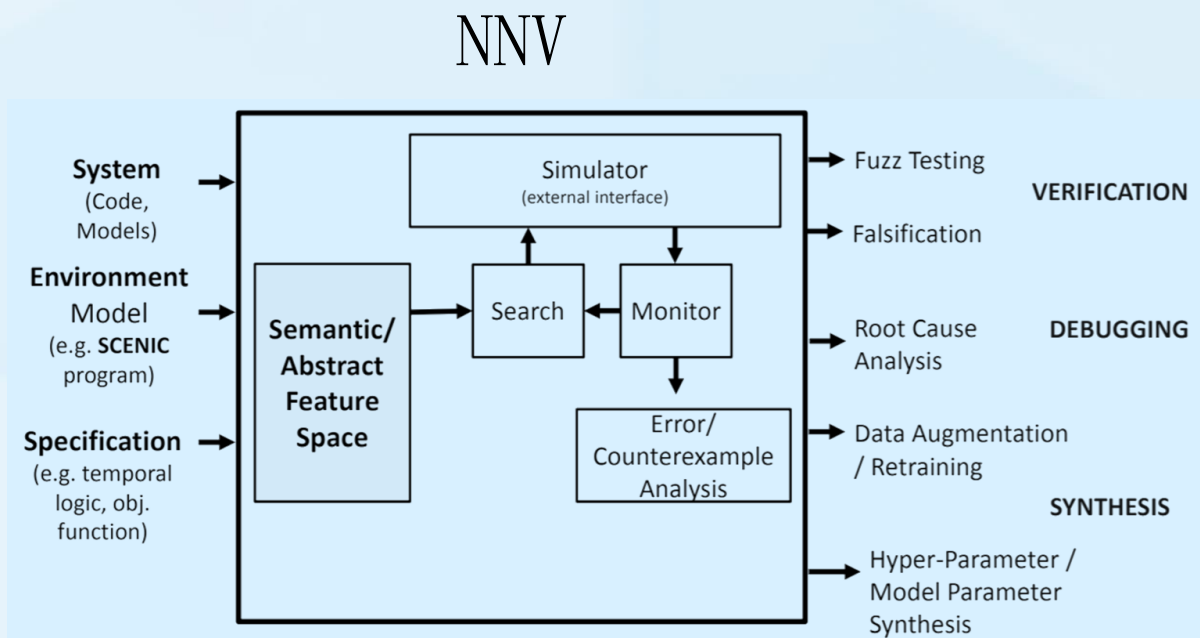 NNV
System
(Code,
Models)
Environment
Model
(e.g. SCENIC
program)
Specification
(e.g. temporal
logic, obj.
function)
Semantic/
Abstract
Feature
Space
Simulator
(external interface)
Search
Monitor
Error/
Counterexample
Analysis
Fuzz Testing
Falsification
Root Cause
Analysis
Data Augmentation
/ Retraining
Hyper-Parameter /
Model Parameter
Synthesis
VERIFICATION
DEBUGGING
SYNTHESIS